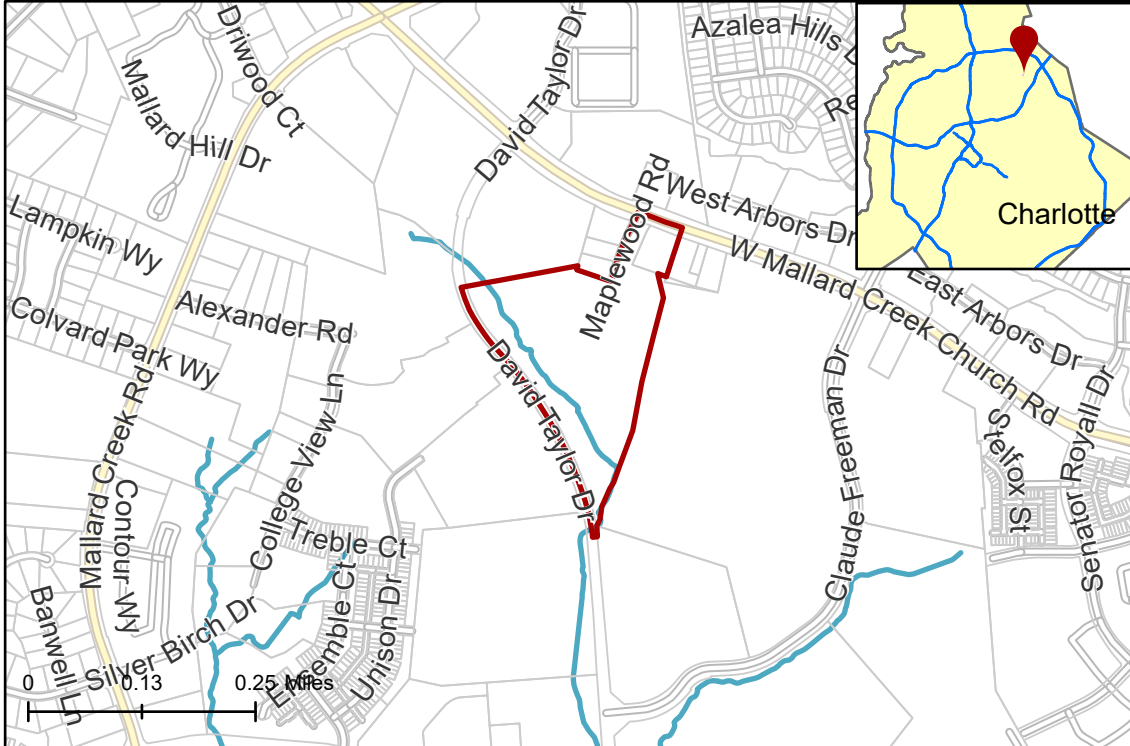 Driwood Ct
David Taylor Dr
Azalea Hills D
Re
Mallard Hill Dr
Maplewood Rd
West Arbors Dr
Charlotte
Lampkin Wy
W Mallard Creek Church Rd
East Arbors Dr
Alexander Rd
Colvard Park Wy
David Taylor Dr
Mallard Creek Rd
College View Ln
Claude Freeman Dr
Stelfox St
Senator Royall Dr
Contour Wy
Treble Ct
Ensemble Ct
Unison Dr
Banwell Ln
Silver Birch Dr
0 0.13 0.25 Miles